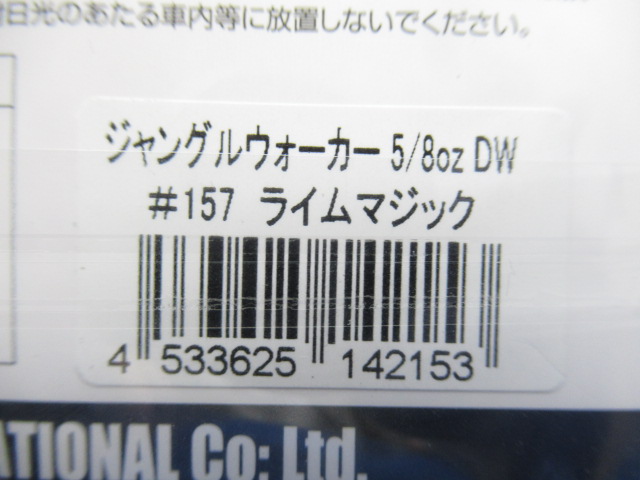 日光のあたる車内等に放置しないでください。
ジャングルウォーカー 5/8oz DW
#157 ライムマジック
4 533625 142153
ATIONAL Co: Ltd.